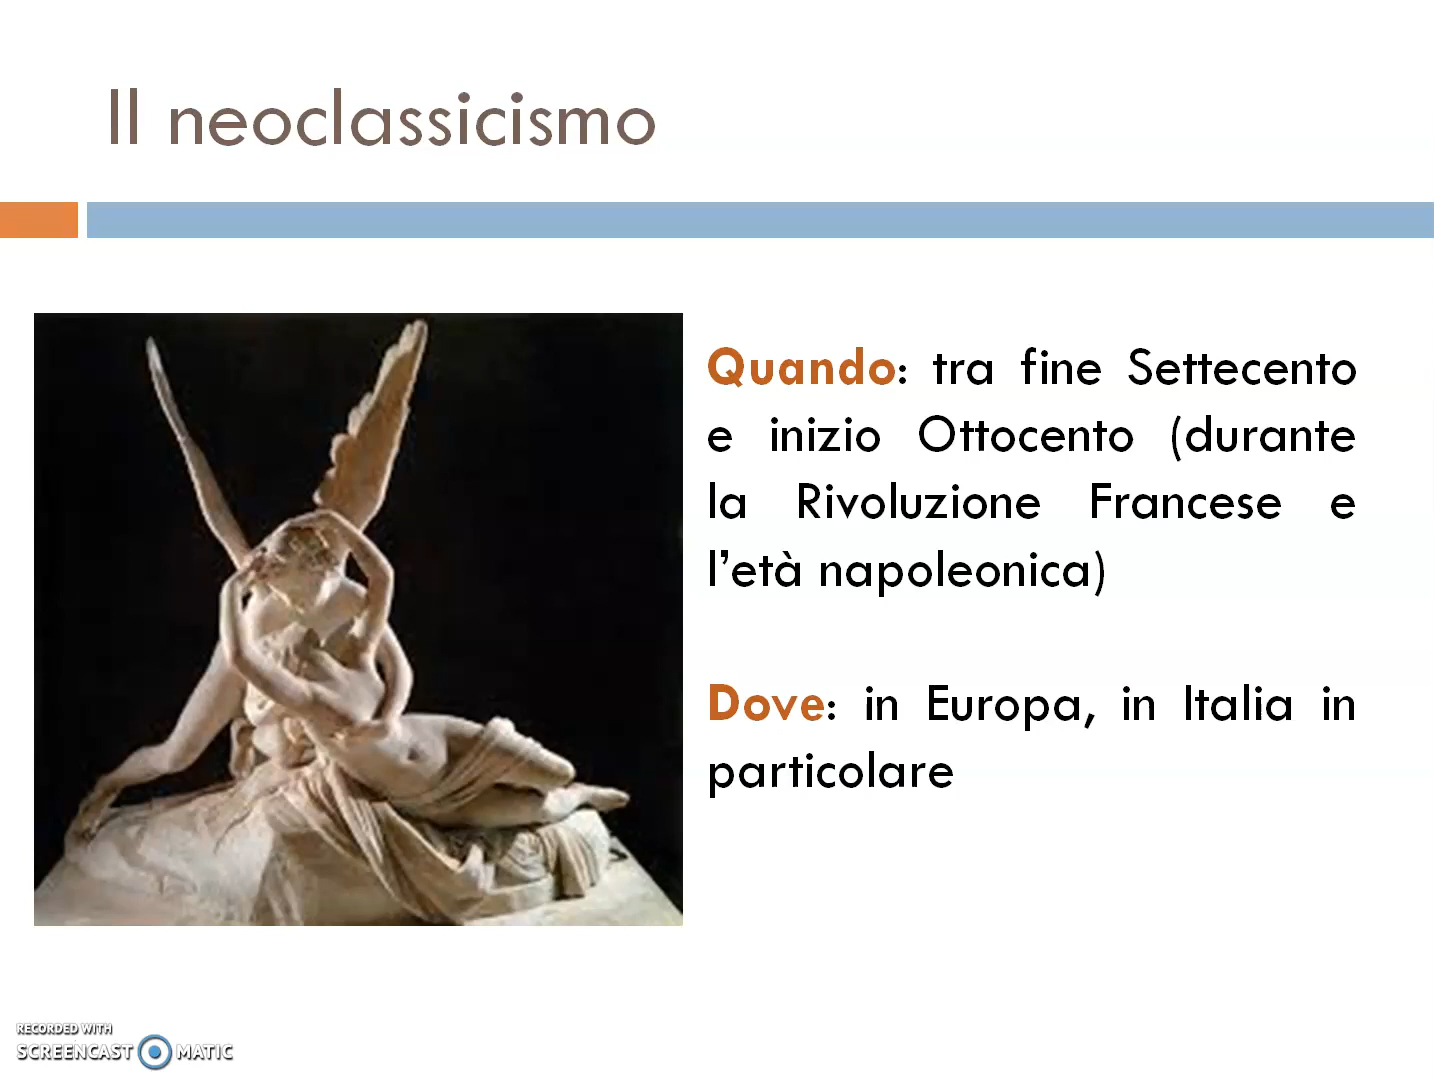 Il neoclassicismo
Quando: tra fine Settecento
e inizio Ottocento (durante
la Rivoluzione Francese e
l’età napoleonica)
Dove: in Europa, in Italia in
particolare
RECORDED WITH
SCREENCAST MATIC